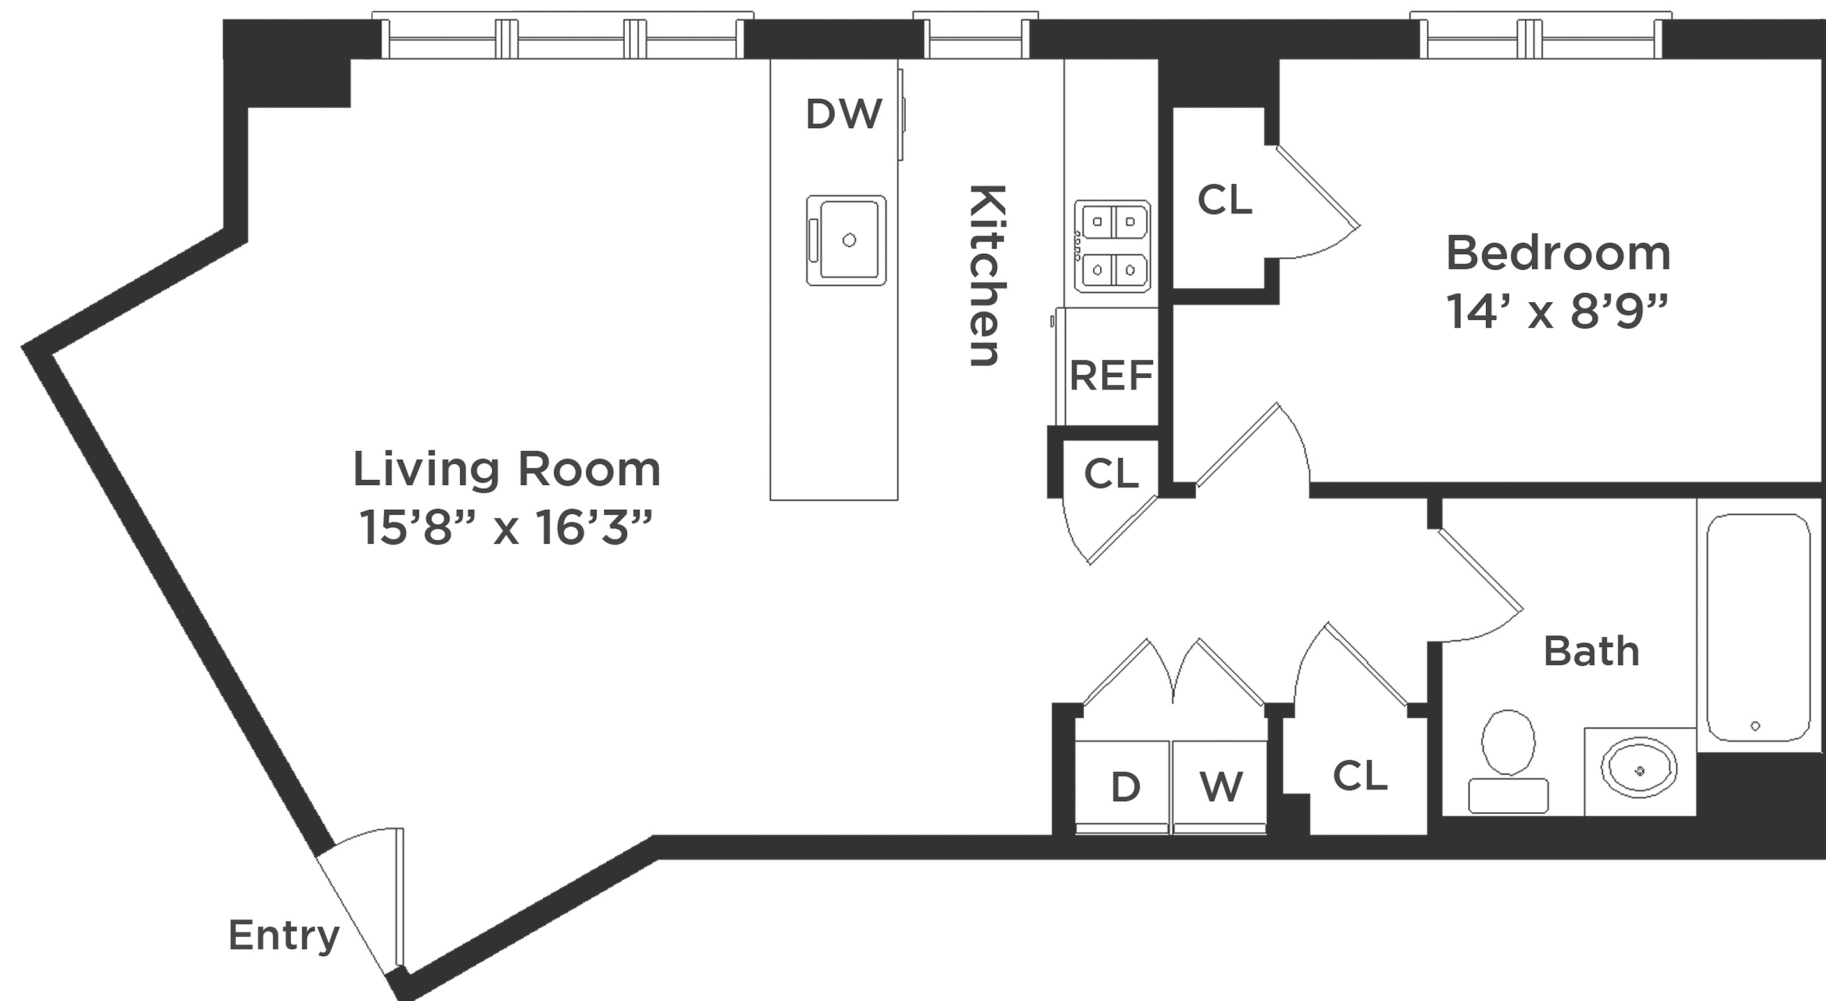 DW
Kitchen
CL
Bedroom
14’ x 8’9”
REF
Living Room
15’8” x 16’3”
CL
Bath
D
W
CL
Entry